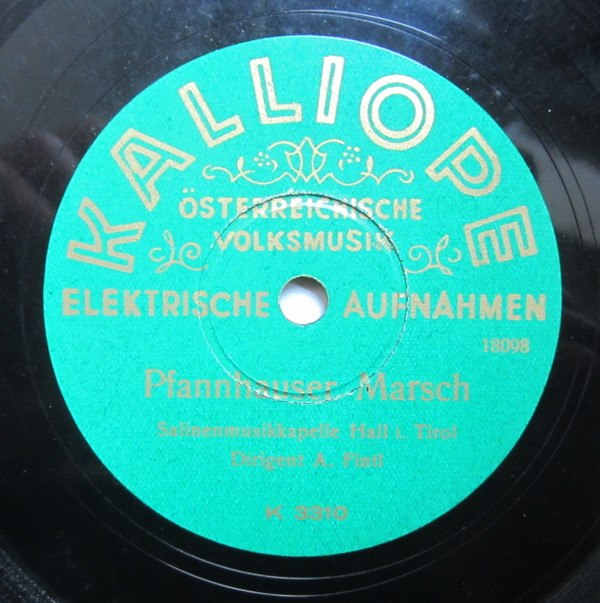 KALLIOPE
ÖSTERREICHISCHE
VOLKSMUSIK
ELEKTRISCHE AUFNAHMEN
18098
Pfannhauser-Marsch
Salinenmusikkapelle Hall i. Tirol
Dirigent A. Fintl
K 3310